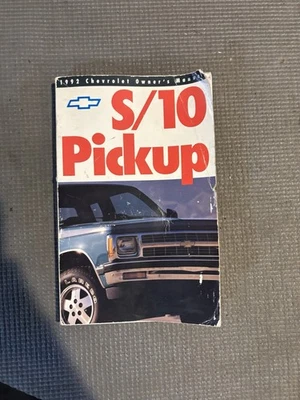 1992 Chevrolet Owner's Manual
S/10
Pickup